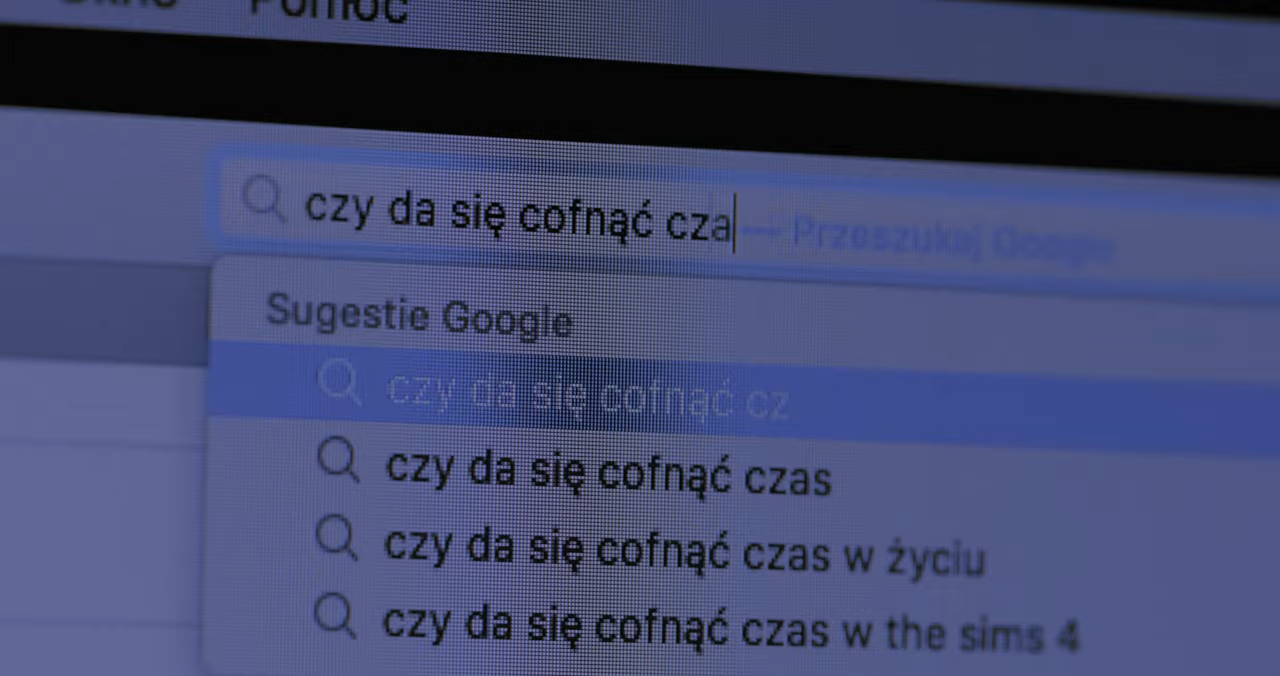 Okno Pomoc
czy da się cofnąć cza — Przeszukaj Google
Sugestie Google
czy da się cofnąć cz
czy da się cofnąć czas
czy da się cofnąć czas w życiu
czy da się cofnąć czas w the sims 4